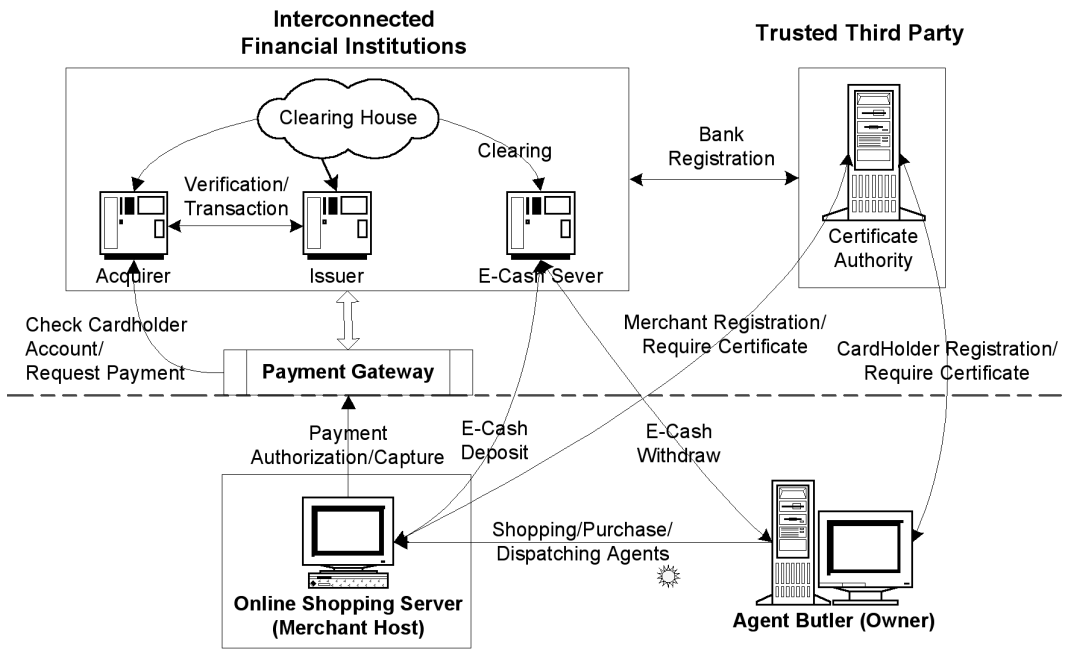 Interconnected
Financial Institutions
Trusted Third Party
Clearing House
Clearing
Bank
Registration
Verification/
Transaction
Acquirer
Issuer
E-Cash Sever
Certificate
Authority
Check Cardholder
Account/
Request Payment
Merchant Registration/
Require Certificate
CardHolder Registration/
Require Certificate
Payment Gateway
Payment
Authorization/Capture
E-Cash
Deposit
E-Cash
Withdraw
Shopping/Purchase/
Dispatching Agents
Online Shopping Server
(Merchant Host)
Agent Butler (Owner)